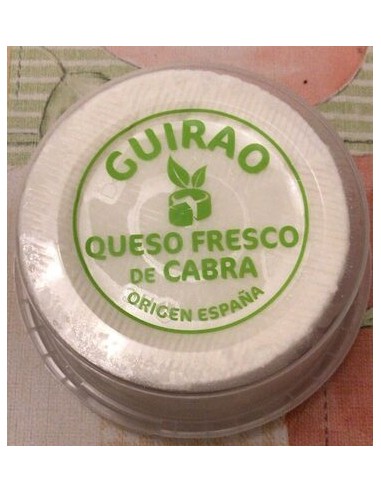 GUIRAO
QUESO FRESCO
DE CABRA
ORIGEN ESPAÑA